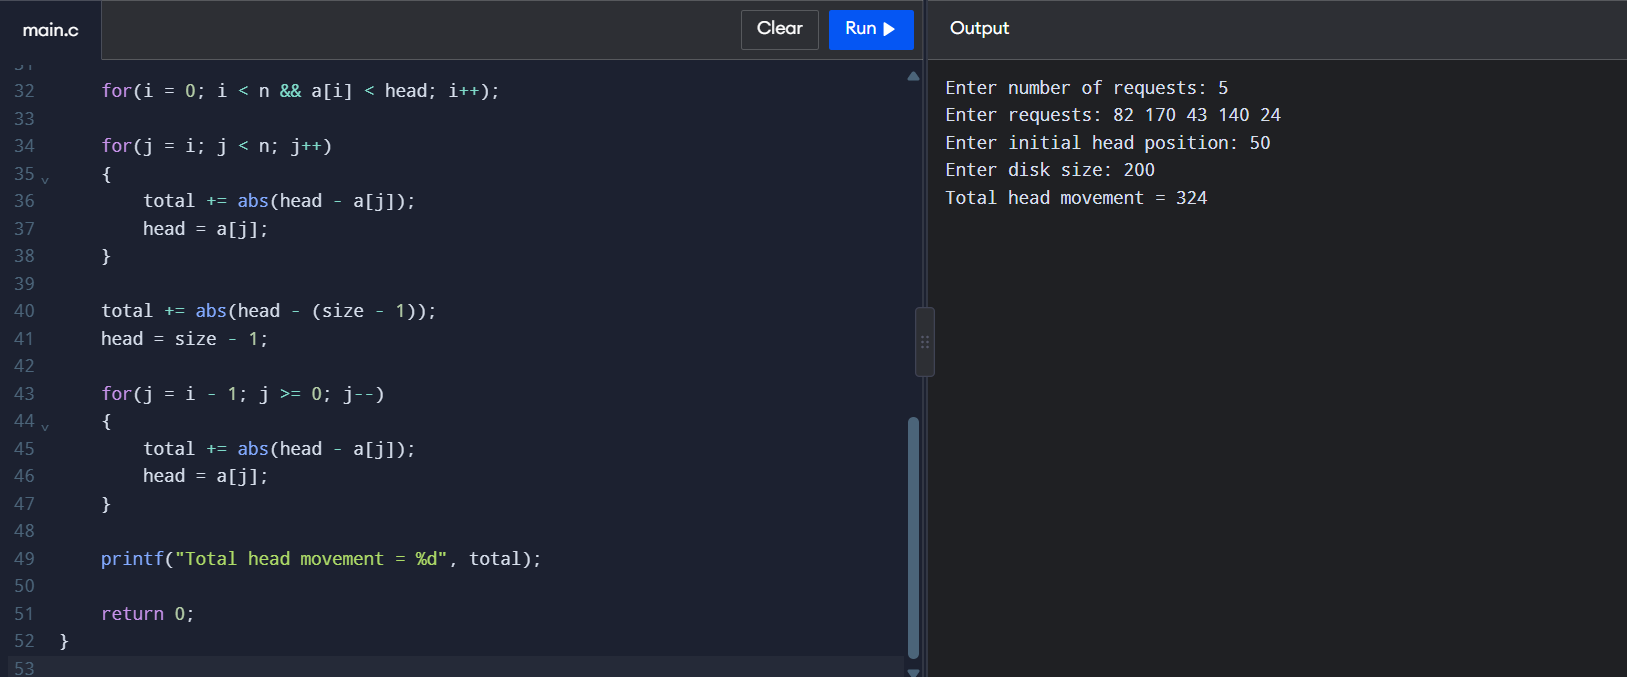 main.c
Clear
Run
Output
32 for(i = 0; i < n && a[i] < head; i++);
33
34 for(j = i; j < n; j++)
35 {
36 total += abs(head - a[j]);
37 head = a[j];
38 }
39
40 total += abs(head - (size - 1));
41 head = size - 1;
42
43 for(j = i - 1; j >= 0; j--)
44 {
45 total += abs(head - a[j]);
46 head = a[j];
47 }
48
49 printf("Total head movement = %d", total);
50
51 return 0;
52 }
53
Enter number of requests: 5
Enter requests: 82 170 43 140 24
Enter initial head position: 50
Enter disk size: 200
Total head movement = 324